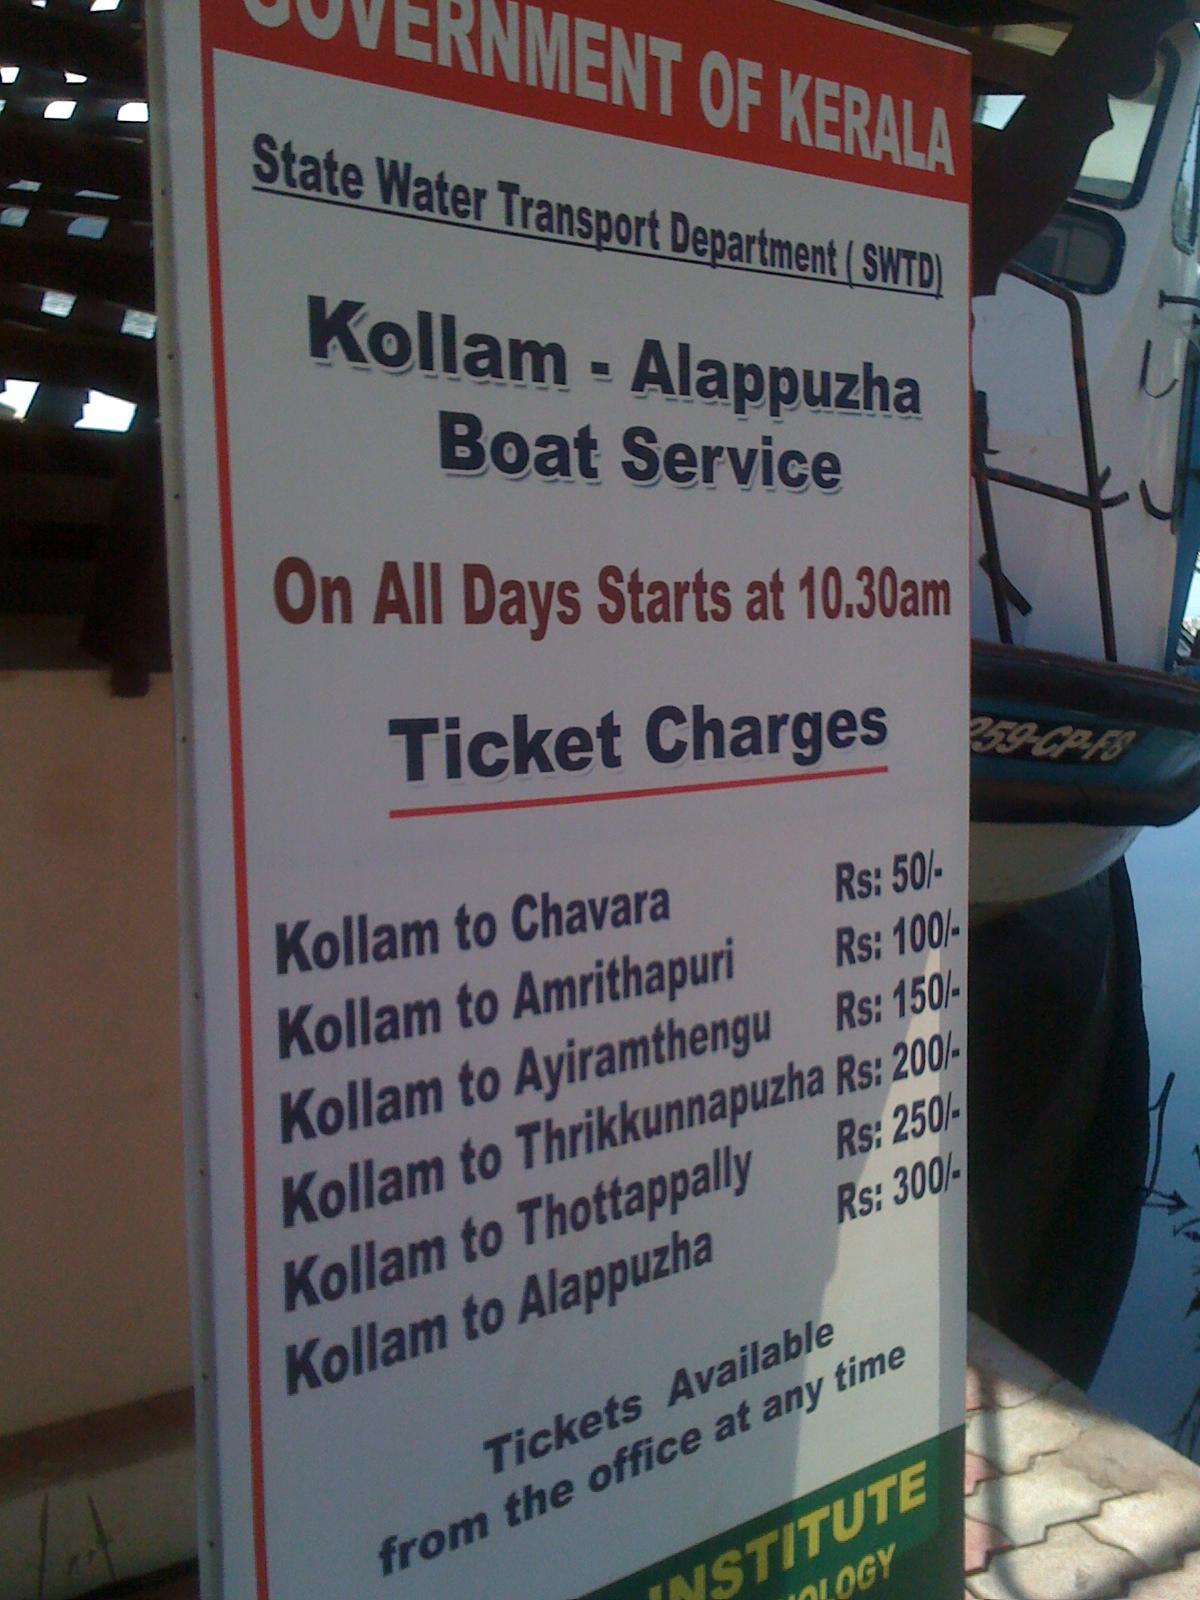 GOVERNMENT OF KERALA
State Water Transport Department ( SWTD)
Kollam - Alappuzha
Boat Service
On All Days Starts at 10.30am
Ticket Charges
Kollam to Chavara Rs: 50/-
Kollam to Amrithapuri Rs: 100/-
Kollam to Ayiramthengu Rs: 150/-
Kollam to Thrikkunnapuzha Rs: 200/-
Kollam to Thottappally Rs: 250/-
Kollam to Alappuzha Rs: 300/-
Tickets Available
from the office at any time
INSTITUTE
259-CP-F8